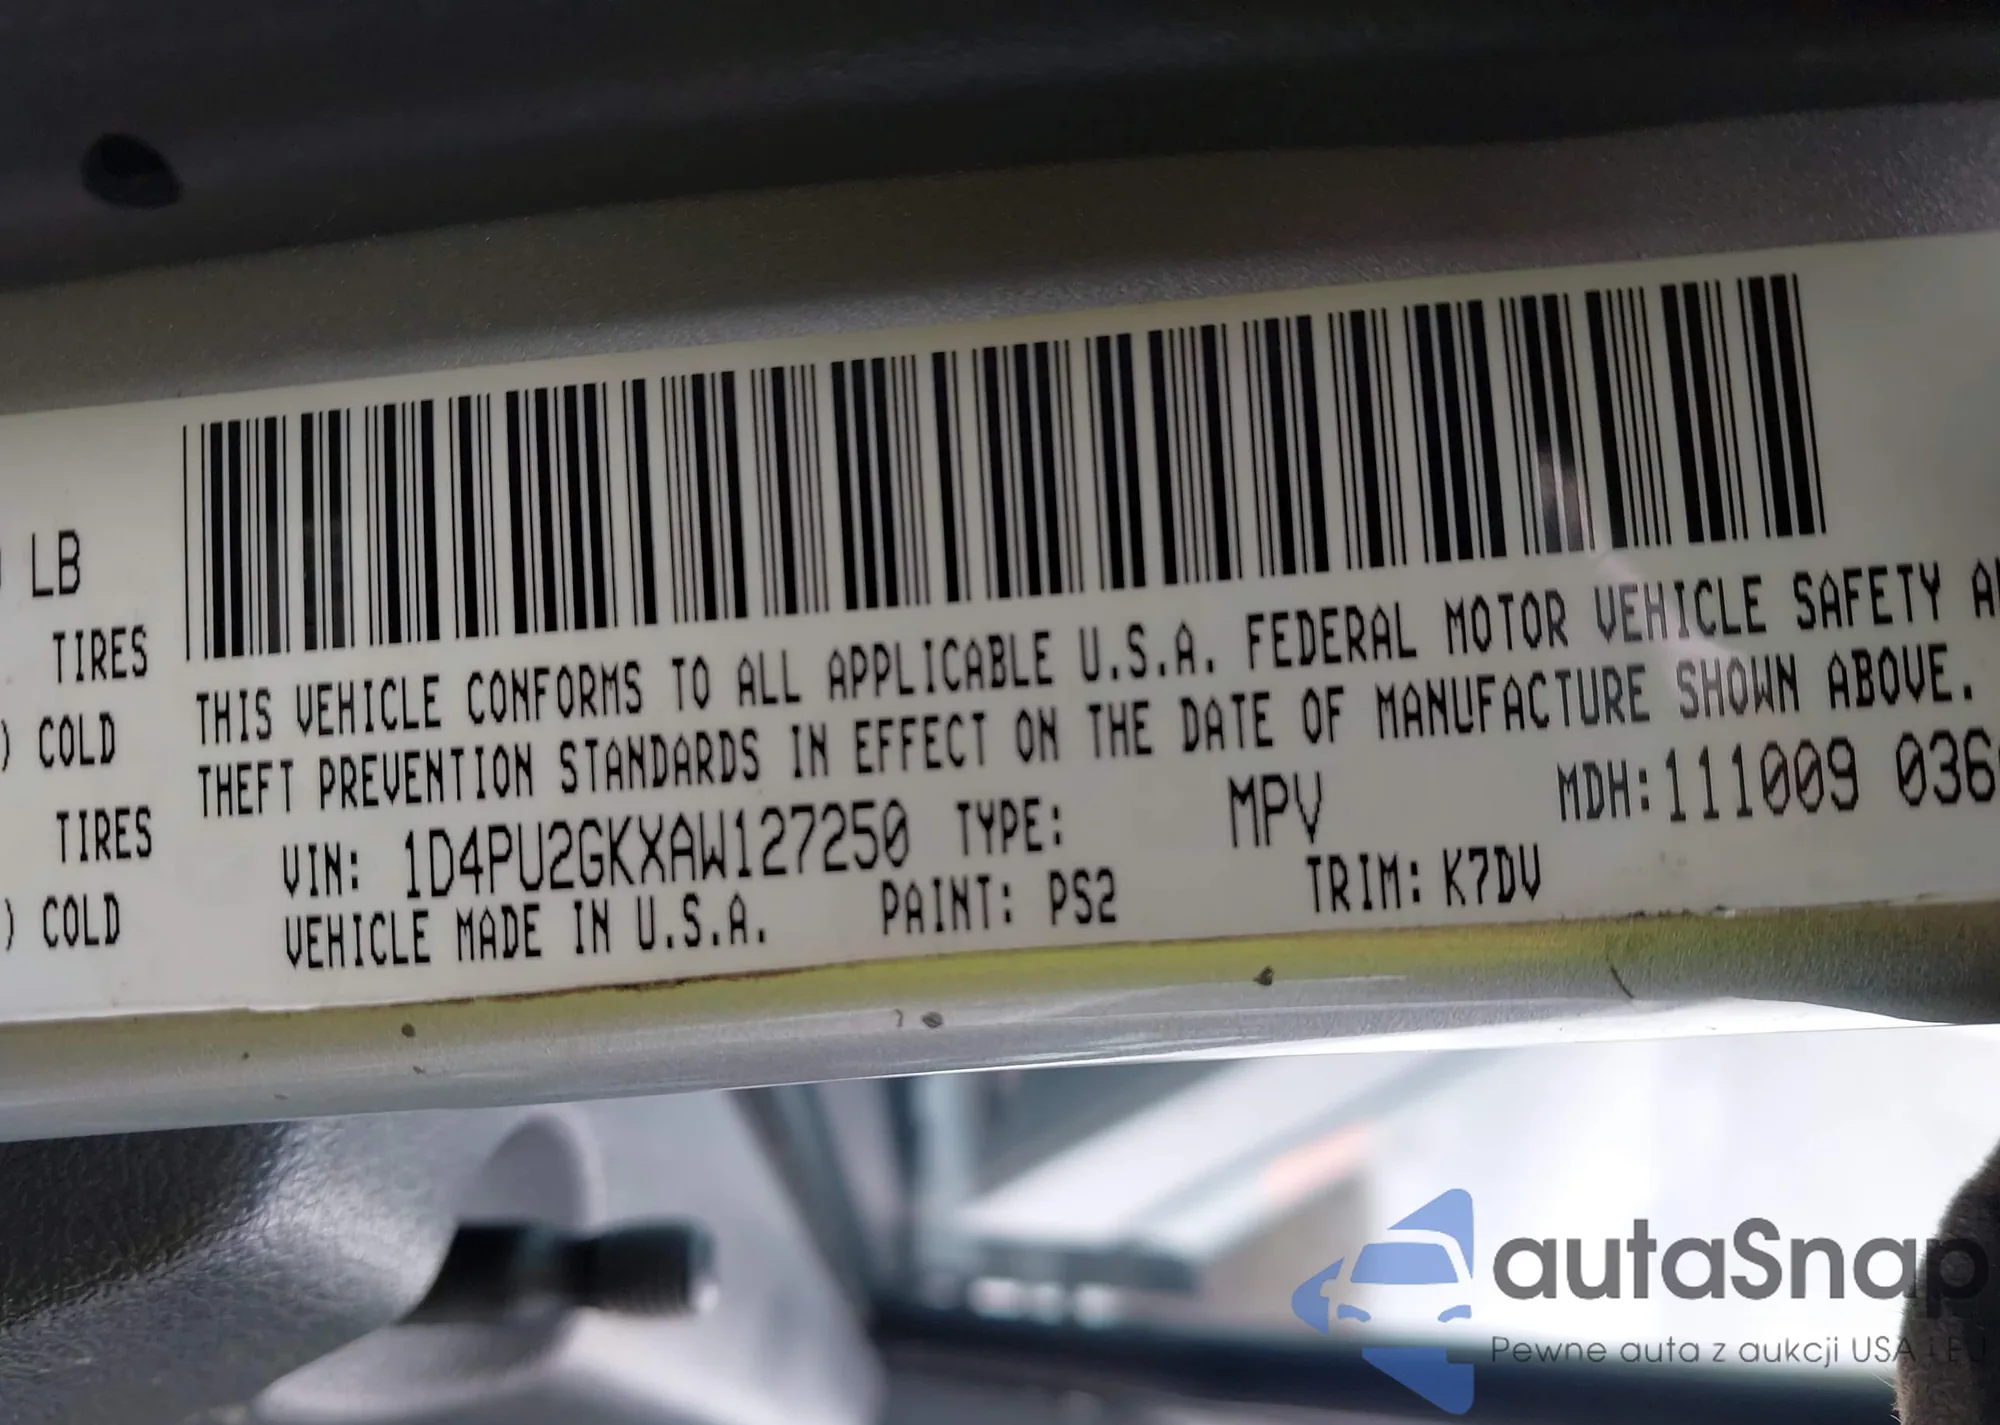 LB
TIRES
) COLD
TIRES
) COLD
THIS VEHICLE CONFORMS TO ALL APPLICABLE U.S.A. FEDERAL MOTOR VEHICLE SAFETY
THEFT PREVENTION STANDARDS IN EFFECT ON THE DATE OF MANUFACTURE SHOWN ABOVE.
VIN: 1D4PU2GKXAW127250 TYPE: MPV MDH:111009 036
VEHICLE MADE IN U.S.A. PAINT: PS2 TRIM: K7DV
autaSnap
Pewne auta z aukcji USA i EU